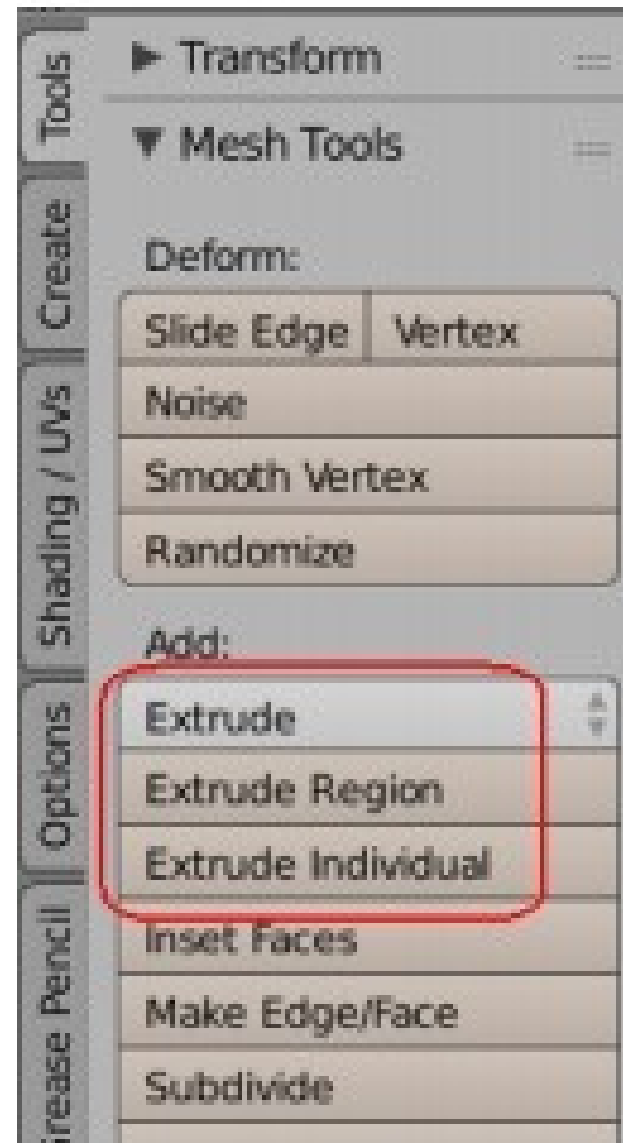 Tools
Create
Shading / UVs
Options
Grease Pencil
Transform
Mesh Tools
Deform:
Slide Edge Vertex
Noise
Smooth Vertex
Randomize
Add:
Extrude
Extrude Region
Extrude Individual
Inset Faces
Make Edge/Face
Subdivide